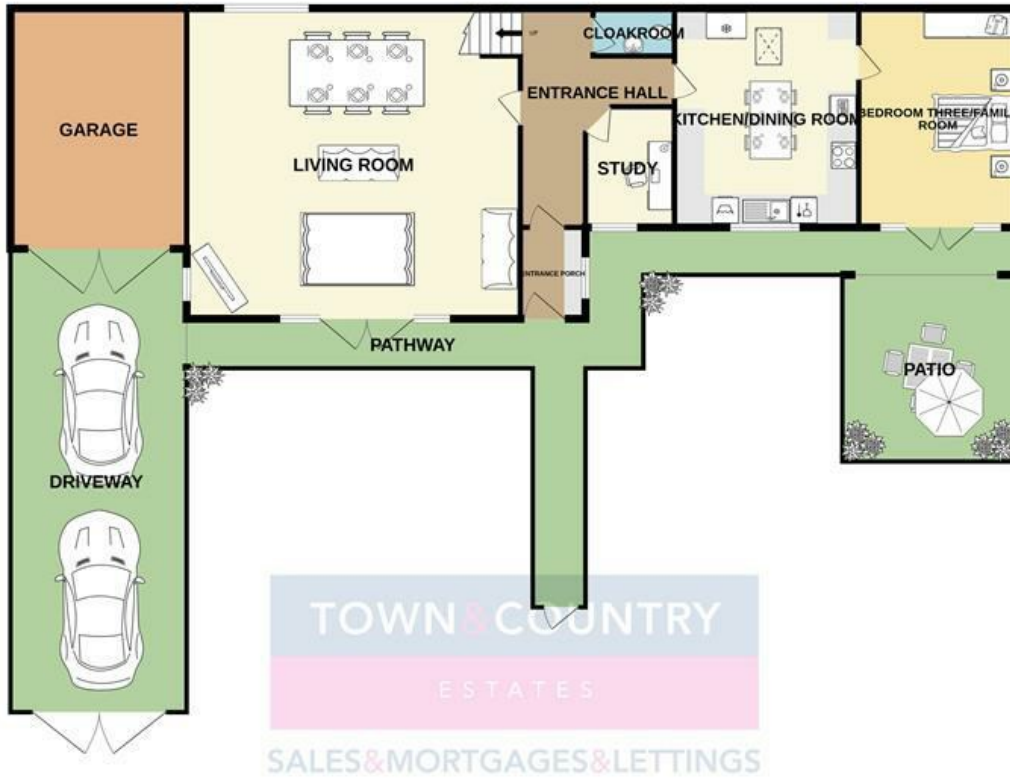 CLOAKROOM
UP
ENTRANCE HALL
GARAGE
KITCHEN/DINING ROOM
BEDROOM THREE/FAMIL
ROOM
LIVING ROOM
STUDY
ENTRANCE PORCH
PATHWAY
PATIO
DRIVEWAY
TOWN&COUNTRY
ESTATES
SALES&MORTGAGES&LETTINGS